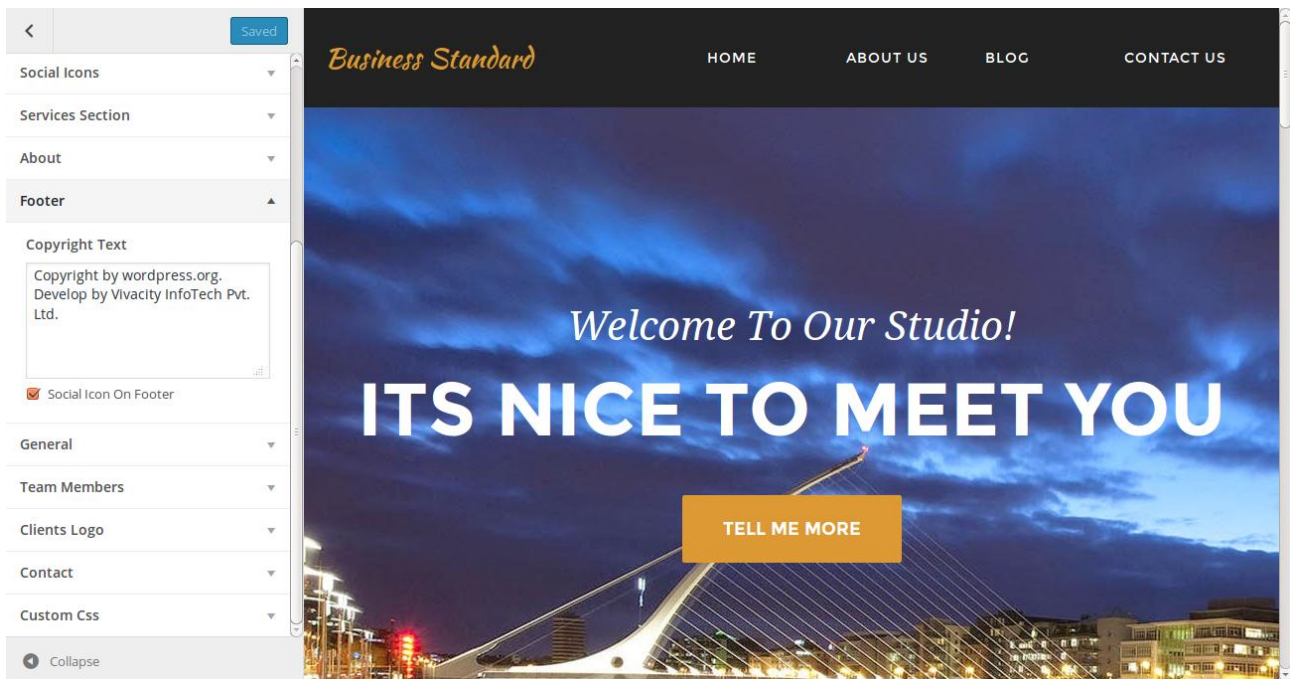 Saved
Social Icons
Services Section
About
Footer
Copyright Text
Copyright by wordpress.org.
Develop by Vivacity InfoTech Pvt.
Ltd.
Social Icon On Footer
General
Team Members
Clients Logo
Contact
Custom Css
Collapse
Business Standard
HOME ABOUT US BLOG CONTACT US
Welcome To Our Studio!
ITS NICE TO MEET YOU
TELL ME MORE